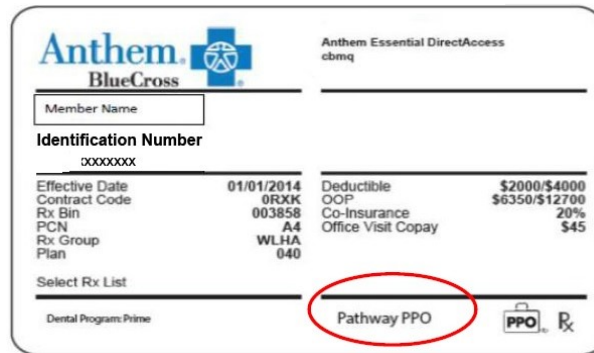 Anthem. BlueCross
Anthem Essential DirectAccess
cbmq
Member Name
Identification Number
XXXXXXX
Effective Date 01/01/2014
Contract Code 0RXK
Rx Bin 003858
PCN A4
Rx Group WLHA
Plan 040
Select Rx List
Deductible $2000/$4000
OOP $6350/$12700
Co-Insurance 20%
Office Visit Copay $45
Dental Program: Prime
Pathway PPO
PPO
Rx